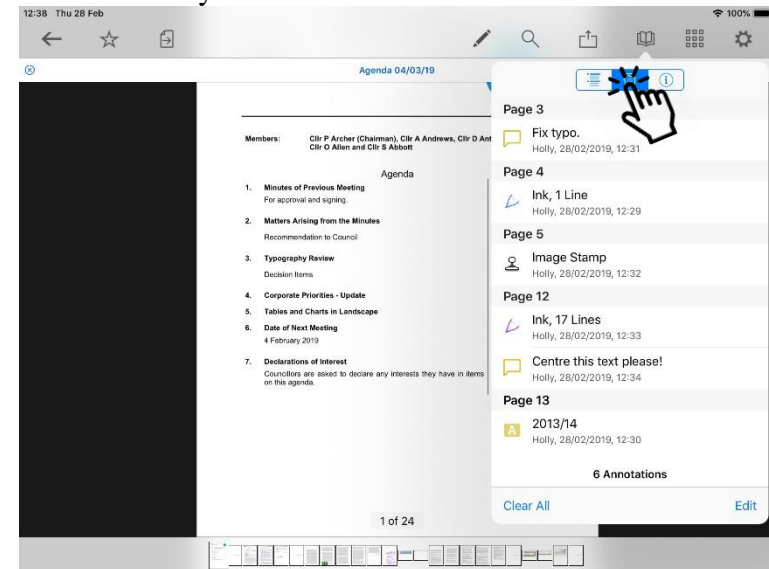 12:38 Thu 28 Feb
100%
Agenda 04/03/19
Members: Cllr P Archer (Chairman), Cllr A Andrews, Cllr D Ant
Cllr O Allen and Cllr S Abbott
Agenda
1. Minutes of Previous Meeting
For approval and signing.
2. Matters Arising from the Minutes
Recommendation to Council
3. Typography Review
Decision Items
4. Corporate Priorities - Update
5. Tables and Charts in Landscape
6. Date of Next Meeting
4 February 2019
7. Declarations of Interest
Councillors are asked to declare any interests they have in items
on this agenda.
1 of 24
Page 3
Fix typo.
Holly, 28/02/2019, 12:31
Page 4
Ink, 1 Line
Holly, 28/02/2019, 12:29
Page 5
Image Stamp
Holly, 28/02/2019, 12:32
Page 12
Ink, 17 Lines
Holly, 28/02/2019, 12:33
Centre this text please!
Holly, 28/02/2019, 12:34
Page 13
A 2013/14
Holly, 28/02/2019, 12:30
6 Annotations
Clear All
Edit